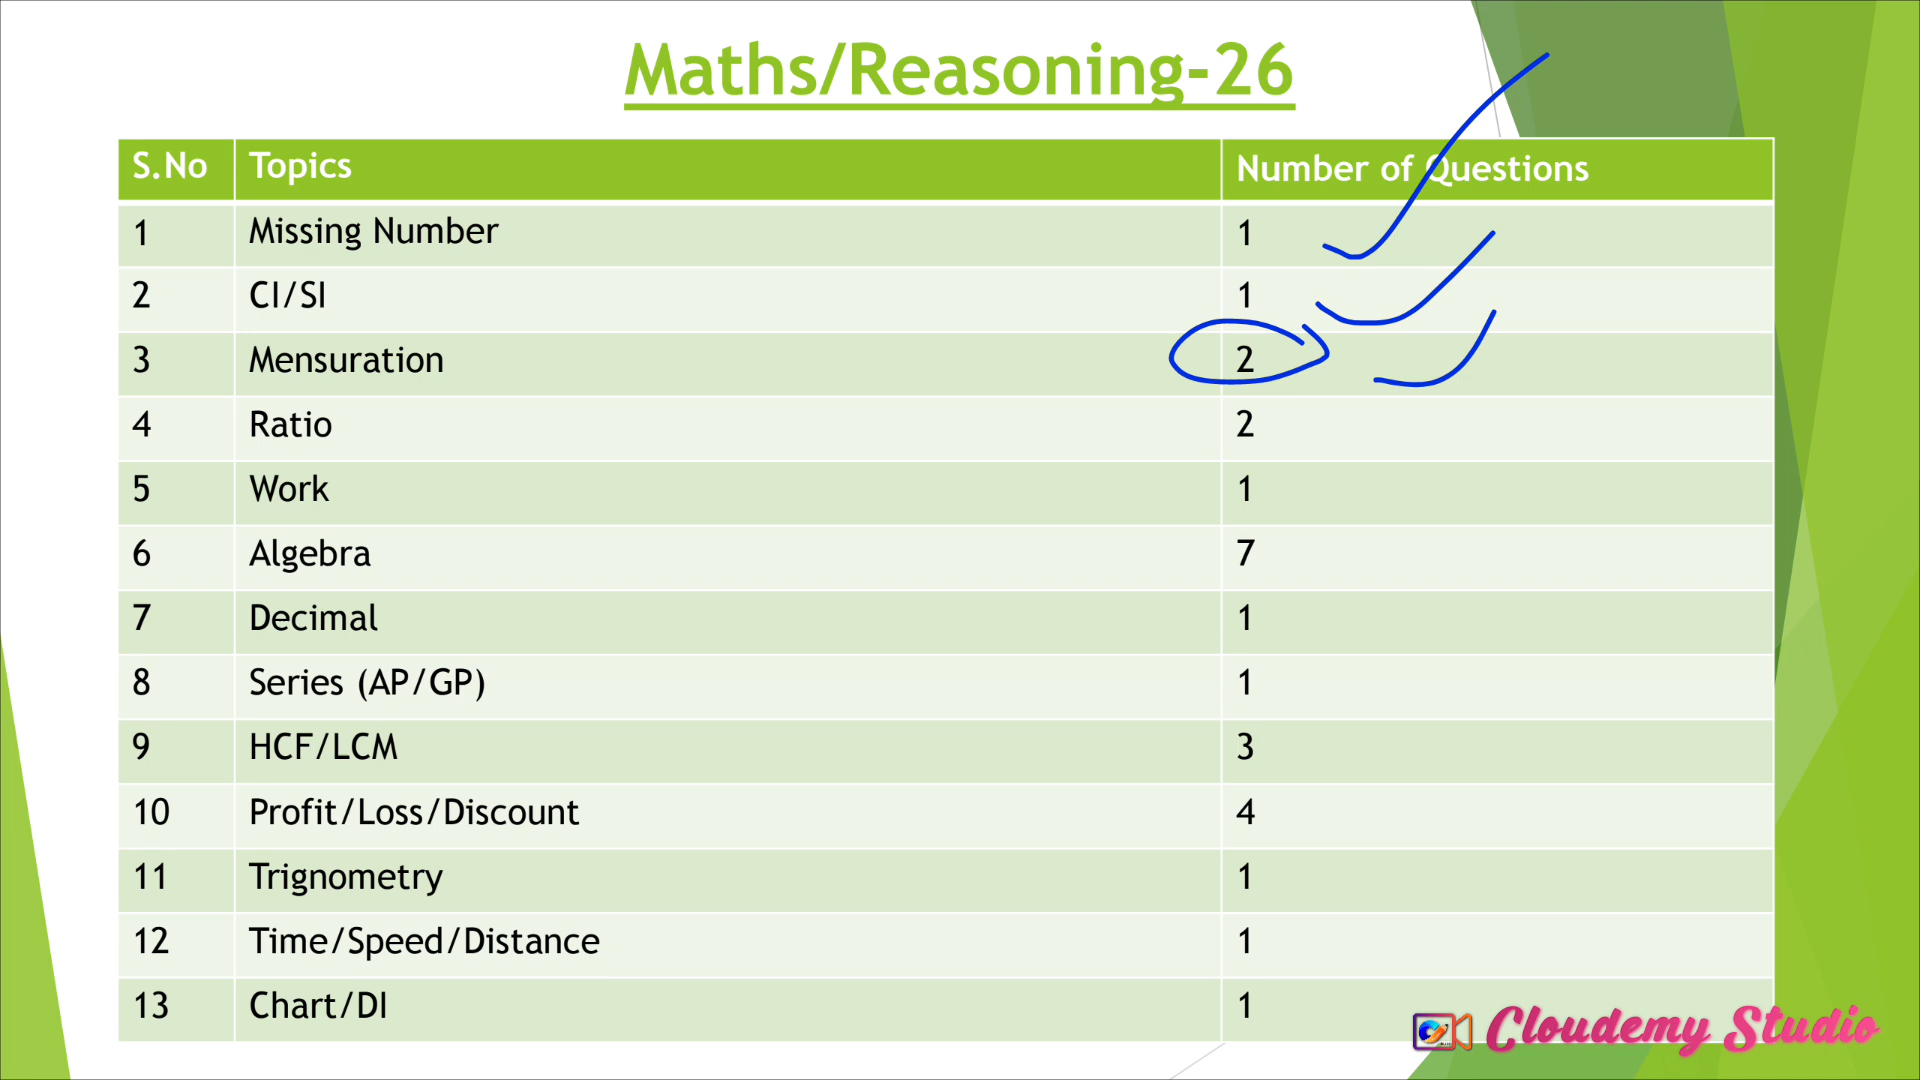 Maths/Reasoning-26
S.No Topics Number of Questions
1 Missing Number 1
2 CI/SI 1
3 Mensuration 2
4 Ratio 2
5 Work 1
6 Algebra 7
7 Decimal 1
8 Series (AP/GP) 1
9 HCF/LCM 3
10 Profit/Loss/Discount 4
11 Trignometry 1
12 Time/Speed/Distance 1
13 Chart/DI 1
Cloudemy Studio